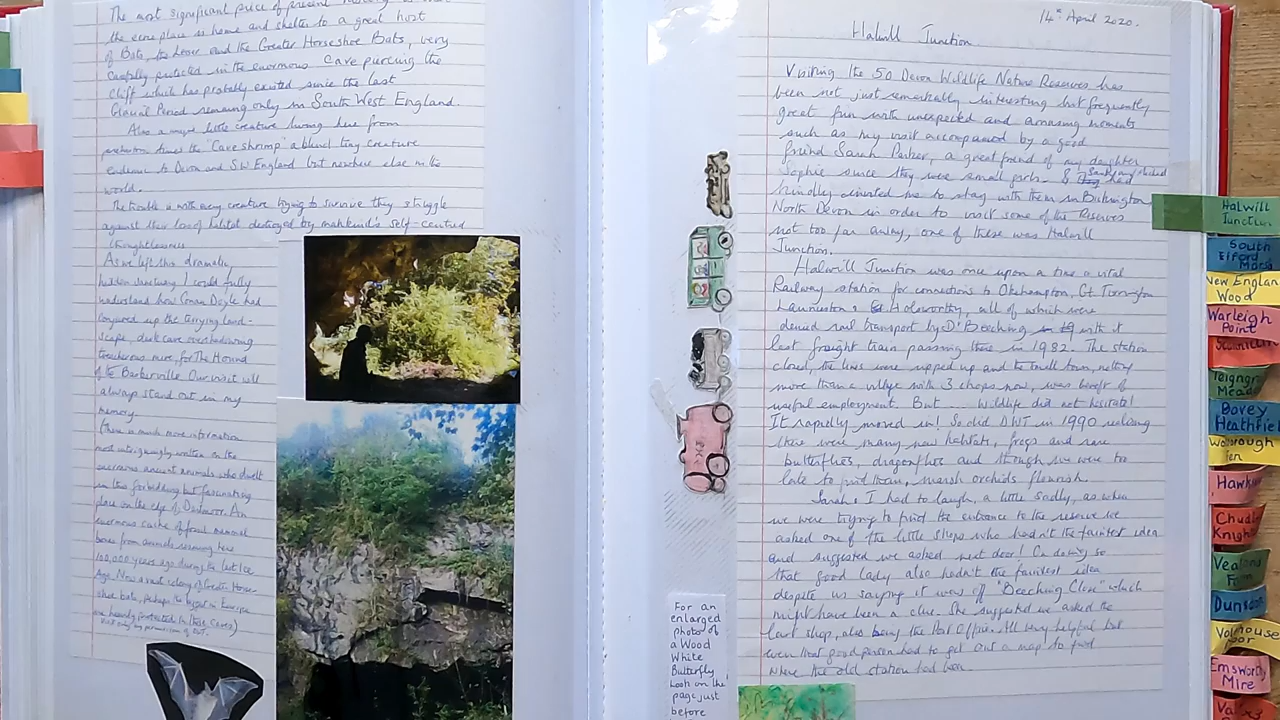 The most significant piece of present
the cave place is home and shelter to a great host
of Bats, the Lesser and the Greater Horseshoe Bats, very
carefully protected in the enormous Cave piercing the
cliff which has probably existed since the last
Glacial Period remaining only in South West England.
Also a major little creature living here from
times the "Cave Shrimp" a blind tiny creature
endemic to Devon and S.W. England but nowhere else in the
world.
The trouble with every creature trying to survive they struggle
against their loss of habitat destroyed by mankind's self-centred
thoughtlessness
As we left this dramatic,
hidden sanctuary I could fully
understand how Conan Doyle had
conjured up the terrifying land-
scape, dark cave overshadowing
treacherous mire, for The Hound
of the Baskerville. Our visit will
always stand out in my
memory.
(There is much more information
most intriguingly written on the
enormous ancient animals who dwelt
in this forbidding but fascinating
place on the edge of Dartmoor. An
enormous cache of fossil mammal
bones from animals roaming here
100,000 years ago during the last Ice
Age. Now a vast colony of Greater Horse-
shoe bats, perhaps the biggest in Europe
are heavily protected in these caves)
Visit only by permission of DWT.
14th April 2020.
Halwill Junction
Visiting the 50 Devon Wildlife Nature Reserves has
been not just remarkably interesting but frequently
great fun with unexpected and amazing moments
such as my visit accompanied by a good
friend Sarah Parker, a great friend of my daughter
Sophie since they were small girls. & had
kindly invited me to stay with them in
North Devon in order to visit some of the Reserves
not too far away, one of these was Halwill
Junction.
Halwill Junction was once upon a time a vital
Railway station for connections to Okehampton, Gt Torrington
Launceston & Holsworthy, all of which were
denied rail transport by Dr Beeching with it
last freight train passing there in 1982. The station
closed, the lines were ripped up and the small town, nothing
more than a village with 3 shops now, was bereft of
useful employment. But ... Wildlife did not hesitate!
It rapidly moved in! So did DWT in 1990 realising
there were many new habitats, frogs and rare
butterflies, dragonflies and though we were too
late to find them, marsh orchids flourish.
Sarah & I had to laugh, a little sadly, as when
we were trying to find the entrance to the reserve we
asked one of the little shops who hadn't the faintest idea
and suggested we asked next door! On doing so
that good lady also hadn't the faintest idea
despite us saying it was off "Beeching Close" which
might have been a clue. She suggested we asked the
last shop, also being the Post Office. All very helpful but
even that good person had to get out a map to find
where the old station had been.
For an
enlarged
photo of
a Wood
White
Butterfly
Look on the
page just
before
Halwill
Junction
South
Efford
Marsh
New England
Wood
Warleigh
Point
Teigngr
Mead
Bovey
Heathfiel
Wolborough
Fen
Hawk
Chudl
Knight
Dunsdon
Volehouse
Moor
Emsworthy
Mire